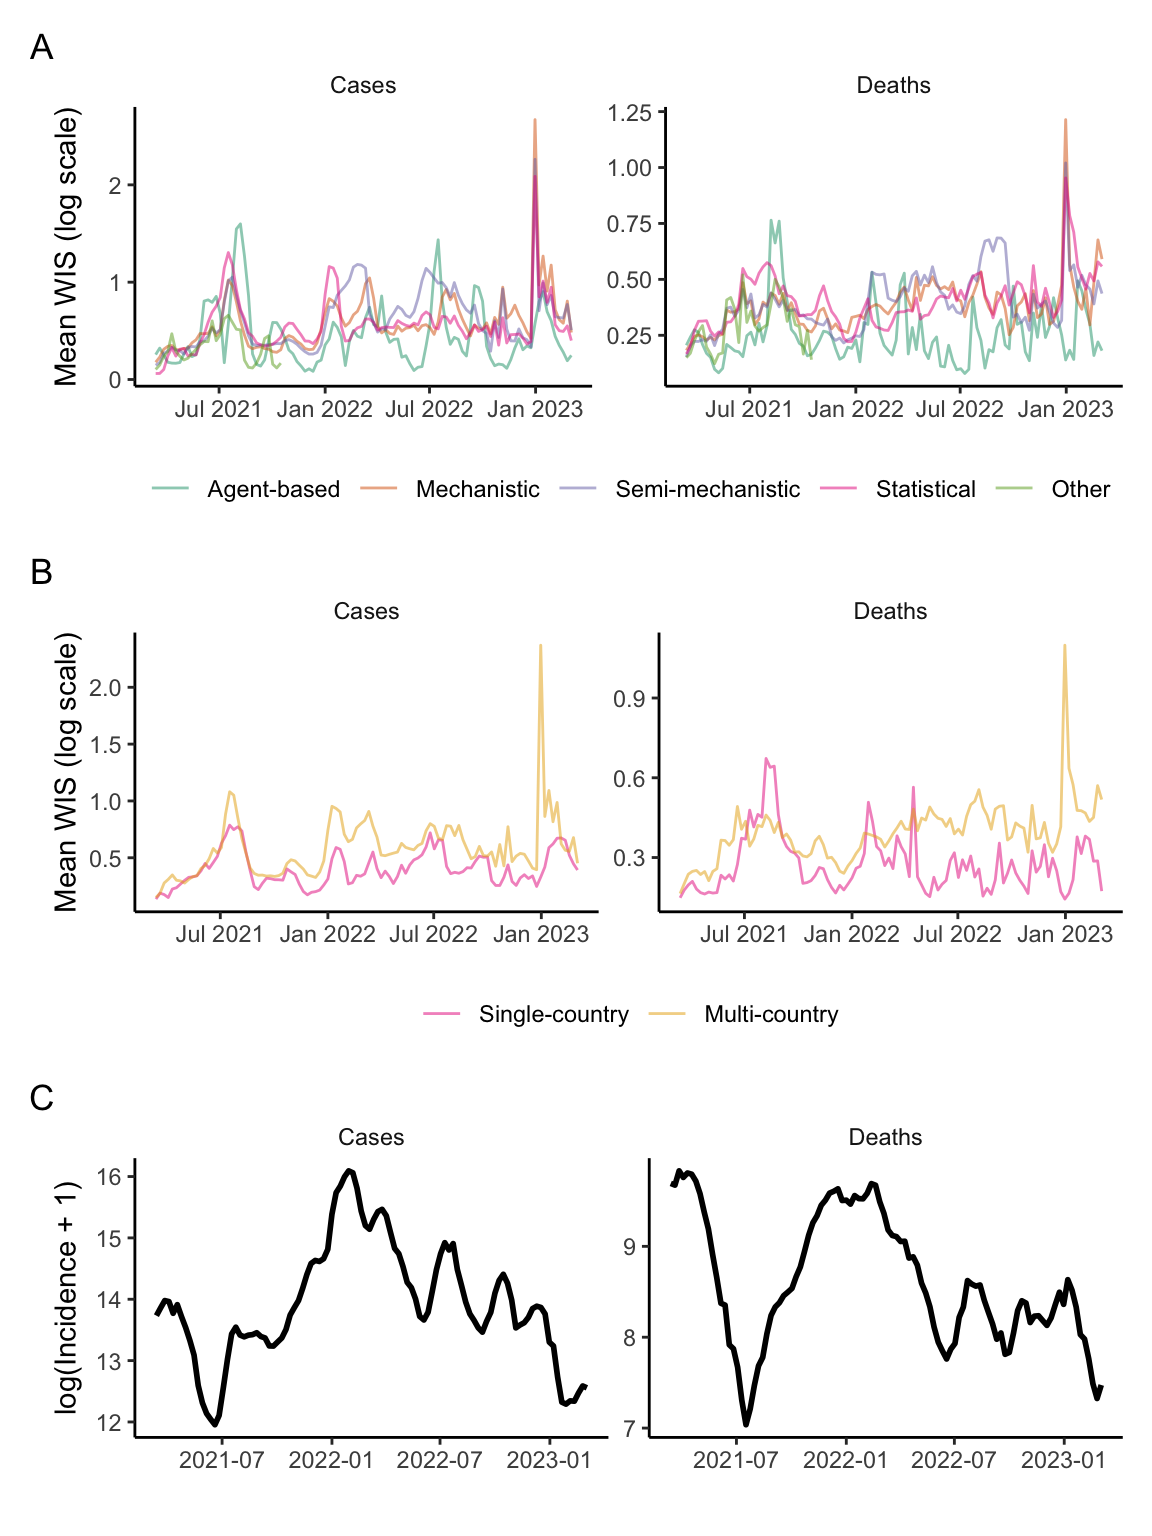 A
Cases Deaths
Mean WIS (log scale)
2
1
0
1.25
1.00
0.75
0.50
0.25
Jul 2021 Jan 2022 Jul 2022 Jan 2023
Jul 2021 Jan 2022 Jul 2022 Jan 2023
Agent-based Mechanistic Semi-mechanistic Statistical Other
B
Cases Deaths
Mean WIS (log scale)
2.0
1.5
1.0
0.5
0.9
0.6
0.3
Jul 2021 Jan 2022 Jul 2022 Jan 2023
Jul 2021 Jan 2022 Jul 2022 Jan 2023
Single-country Multi-country
C
Cases Deaths
log(Incidence + 1)
16
15
14
13
12
9
8
7
2021-07 2022-01 2022-07 2023-01
2021-07 2022-01 2022-07 2023-01